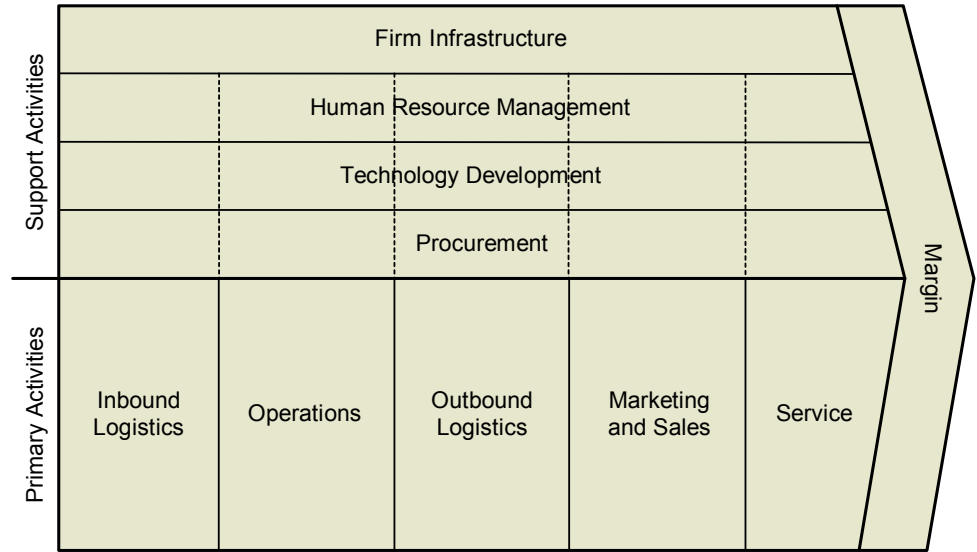 Support Activities
Firm Infrastructure
Human Resource Management
Technology Development
Procurement
Margin
Primary Activities
Inbound
Logistics
Operations
Outbound
Logistics
Marketing
and Sales
Service